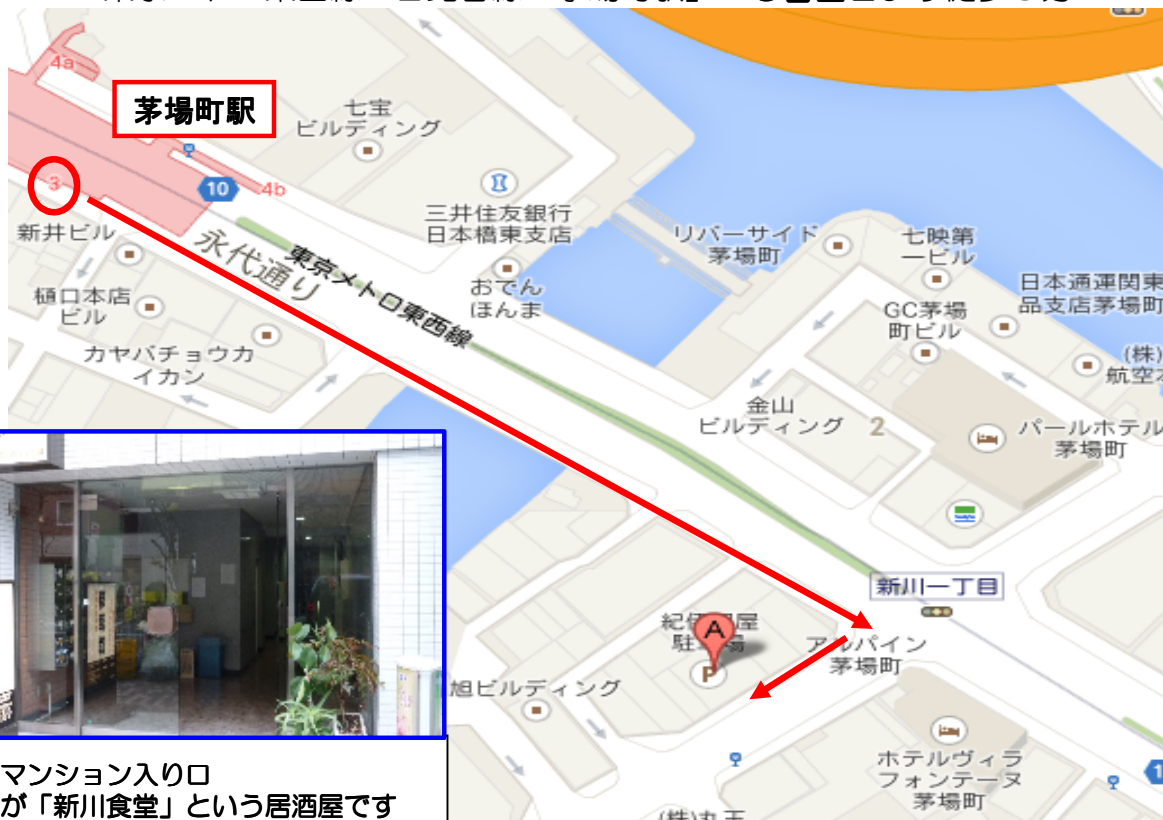 4a
茅場町駅
七宝
ビルディング
3
10
4b
三井住友銀行
日本橋東支店
新井ビル
永代通り
東京メトロ東西線
リバーサイド
茅場町
七映第
一ビル
おでん
ほんま
樋口本店
ビル
日本通運関東
品支店茅場町
GC茅場
町ビル
カヤバチョウカ
イカン
(株)
航空
金山
ビルディング
2
パールホテル
茅場町
新川一丁目
A
P
アルパイン
茅場町
旭ビルディング
ホテルヴィラ
フォンテーヌ
茅場町
マンション入り口
が「新川食堂」という居酒屋です